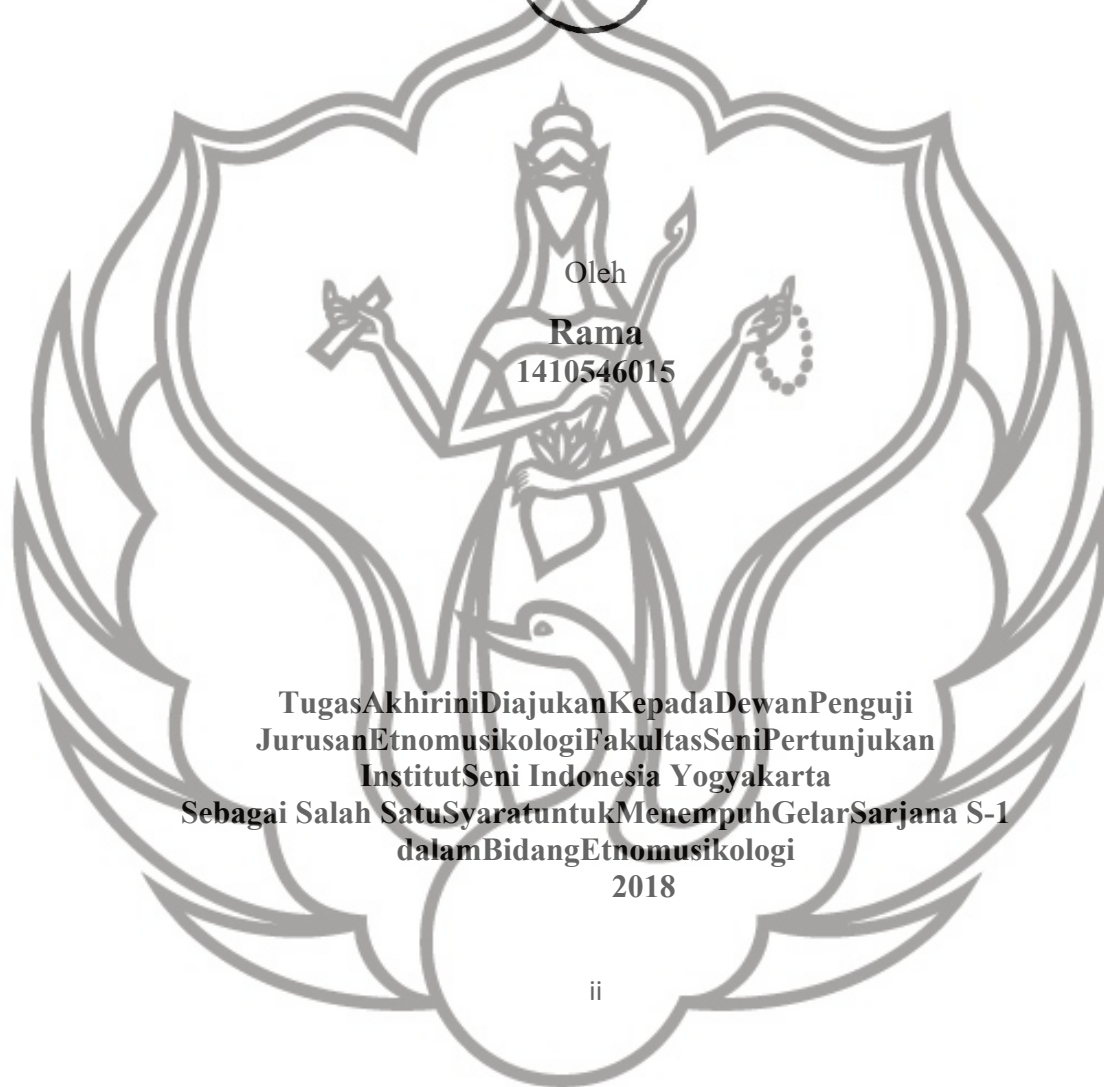 Oleh
Rama
1410546015
TugasAkhiriniDiajukanKepadaDewanPenguji
JurusanEtnomusikologiFakultasSeniPertunjukan
InstitutSeni Indonesia Yogyakarta
Sebagai Salah SatuSyaratuntukMenempuhGelarSarjana S-1
dalamBidangEtnomusikologi
2018
ii